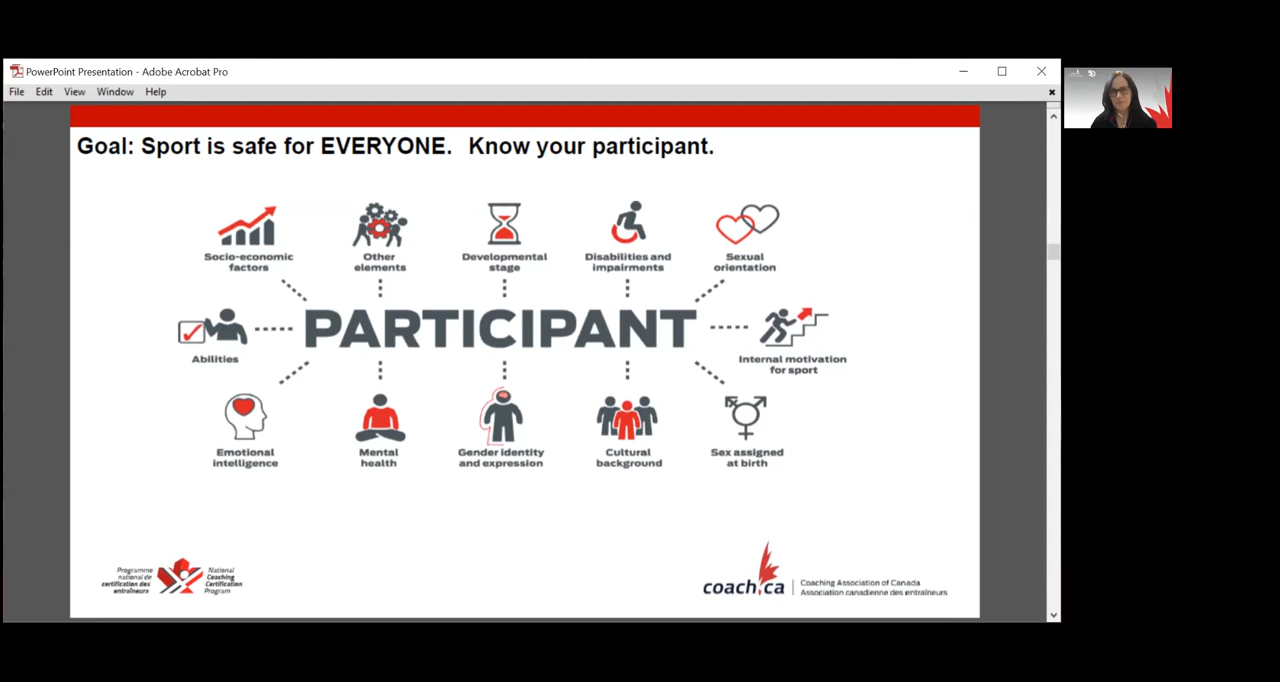 PowerPoint Presentation - Adobe Acrobat Pro
File Edit View Window Help
Goal: Sport is safe for EVERYONE. Know your participant.
Socio-economic
factors
Other
elements
Developmental
stage
Disabilities and
impairments
Sexual
orientation
Abilities
PARTICIPANT
Internal motivation
for sport
Emotional
intelligence
Mental
health
Gender identity
and expression
Cultural
background
Sex assigned
at birth
Programme
national de
certification des
entraîneurs
National
Coaching
Certification
Program
coach.ca
Coaching Association of Canada
Association canadienne des entraîneurs